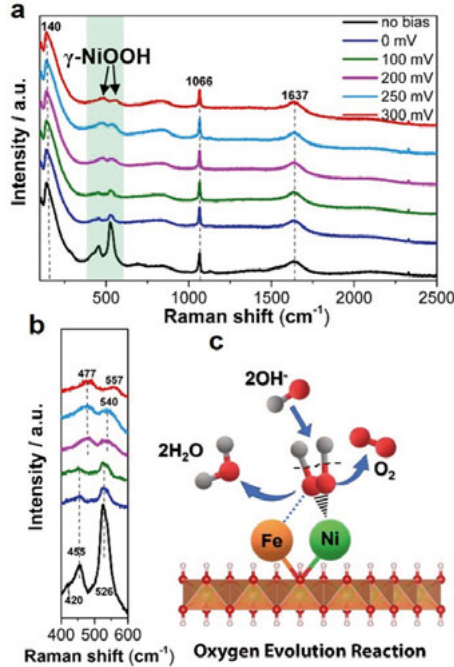 a
no bias
0 mV
100 mV
200 mV
250 mV
300 mV
140
γ-NiOOH
1066
1637
Intensity / a.u.
500
1000
1500
2000
2500
Raman shift (cm⁻¹)
b
477
557
540
455
420
526
Intensity / a.u.
400
500
600
Raman shift (cm⁻¹)
c
2OH⁻
2H₂O
O₂
Fe
Ni
Oxygen Evolution Reaction